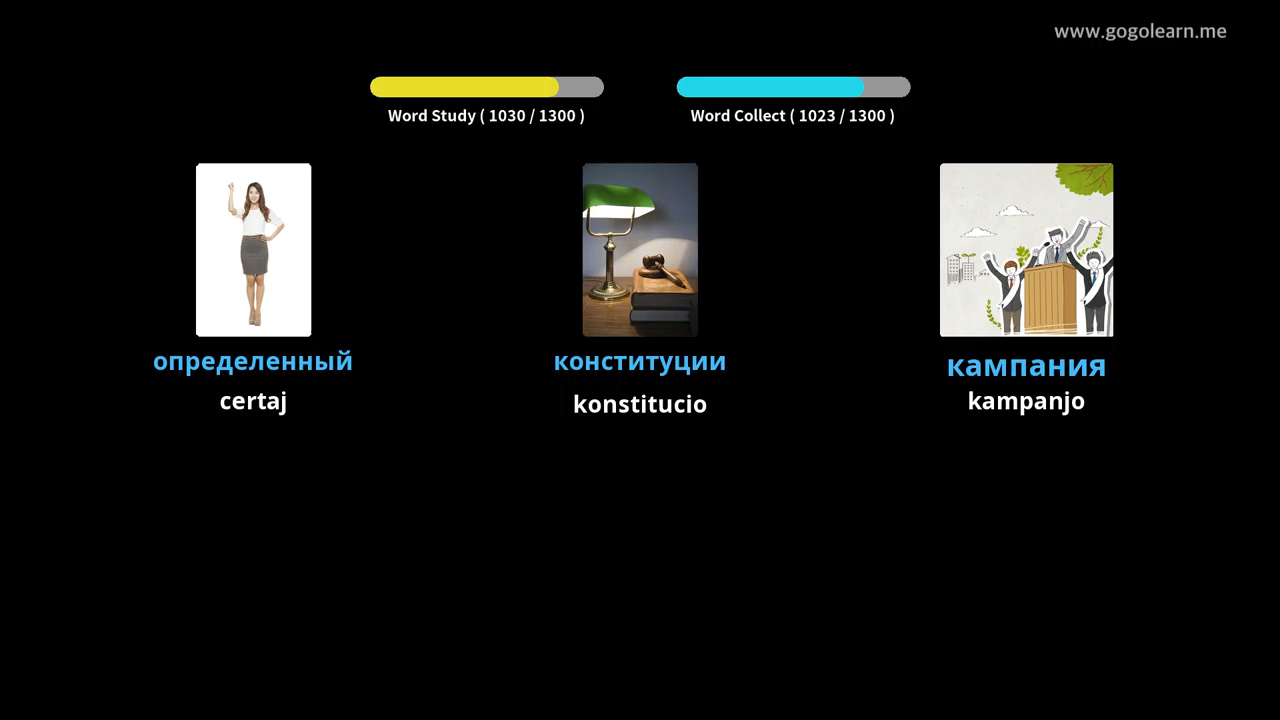 www.gogolearn.me
Word Study ( 1030 / 1300 )
Word Collect ( 1023 / 1300 )
определенный
certaj
конституции
konstitucio
кампания
kampanjo